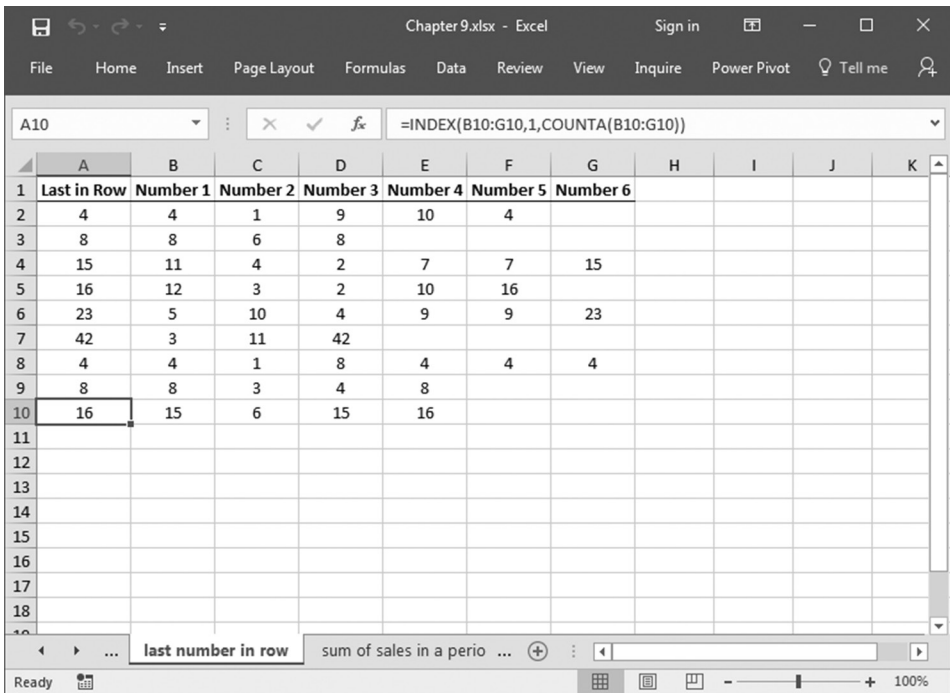 Chapter 9.xlsx - Excel Sign in
File Home Insert Page Layout Formulas Data Review View Inquire Power Pivot Tell me
A10 fx =INDEX(B10:G10,1,COUNTA(B10:G10))
A B C D E F G H I J K
1 Last in Row Number 1 Number 2 Number 3 Number 4 Number 5 Number 6
2 4 4 1 9 10 4
3 8 8 6 8
4 15 11 4 2 7 7 15
5 16 12 3 2 10 16
6 23 5 10 4 9 9 23
7 42 3 11 42
8 4 4 1 8 4 4 4
9 8 8 3 4 8
10 16 15 6 15 16
11
12
13
14
15
16
17
18
19
... last number in row sum of sales in a perio ...
Ready 100%